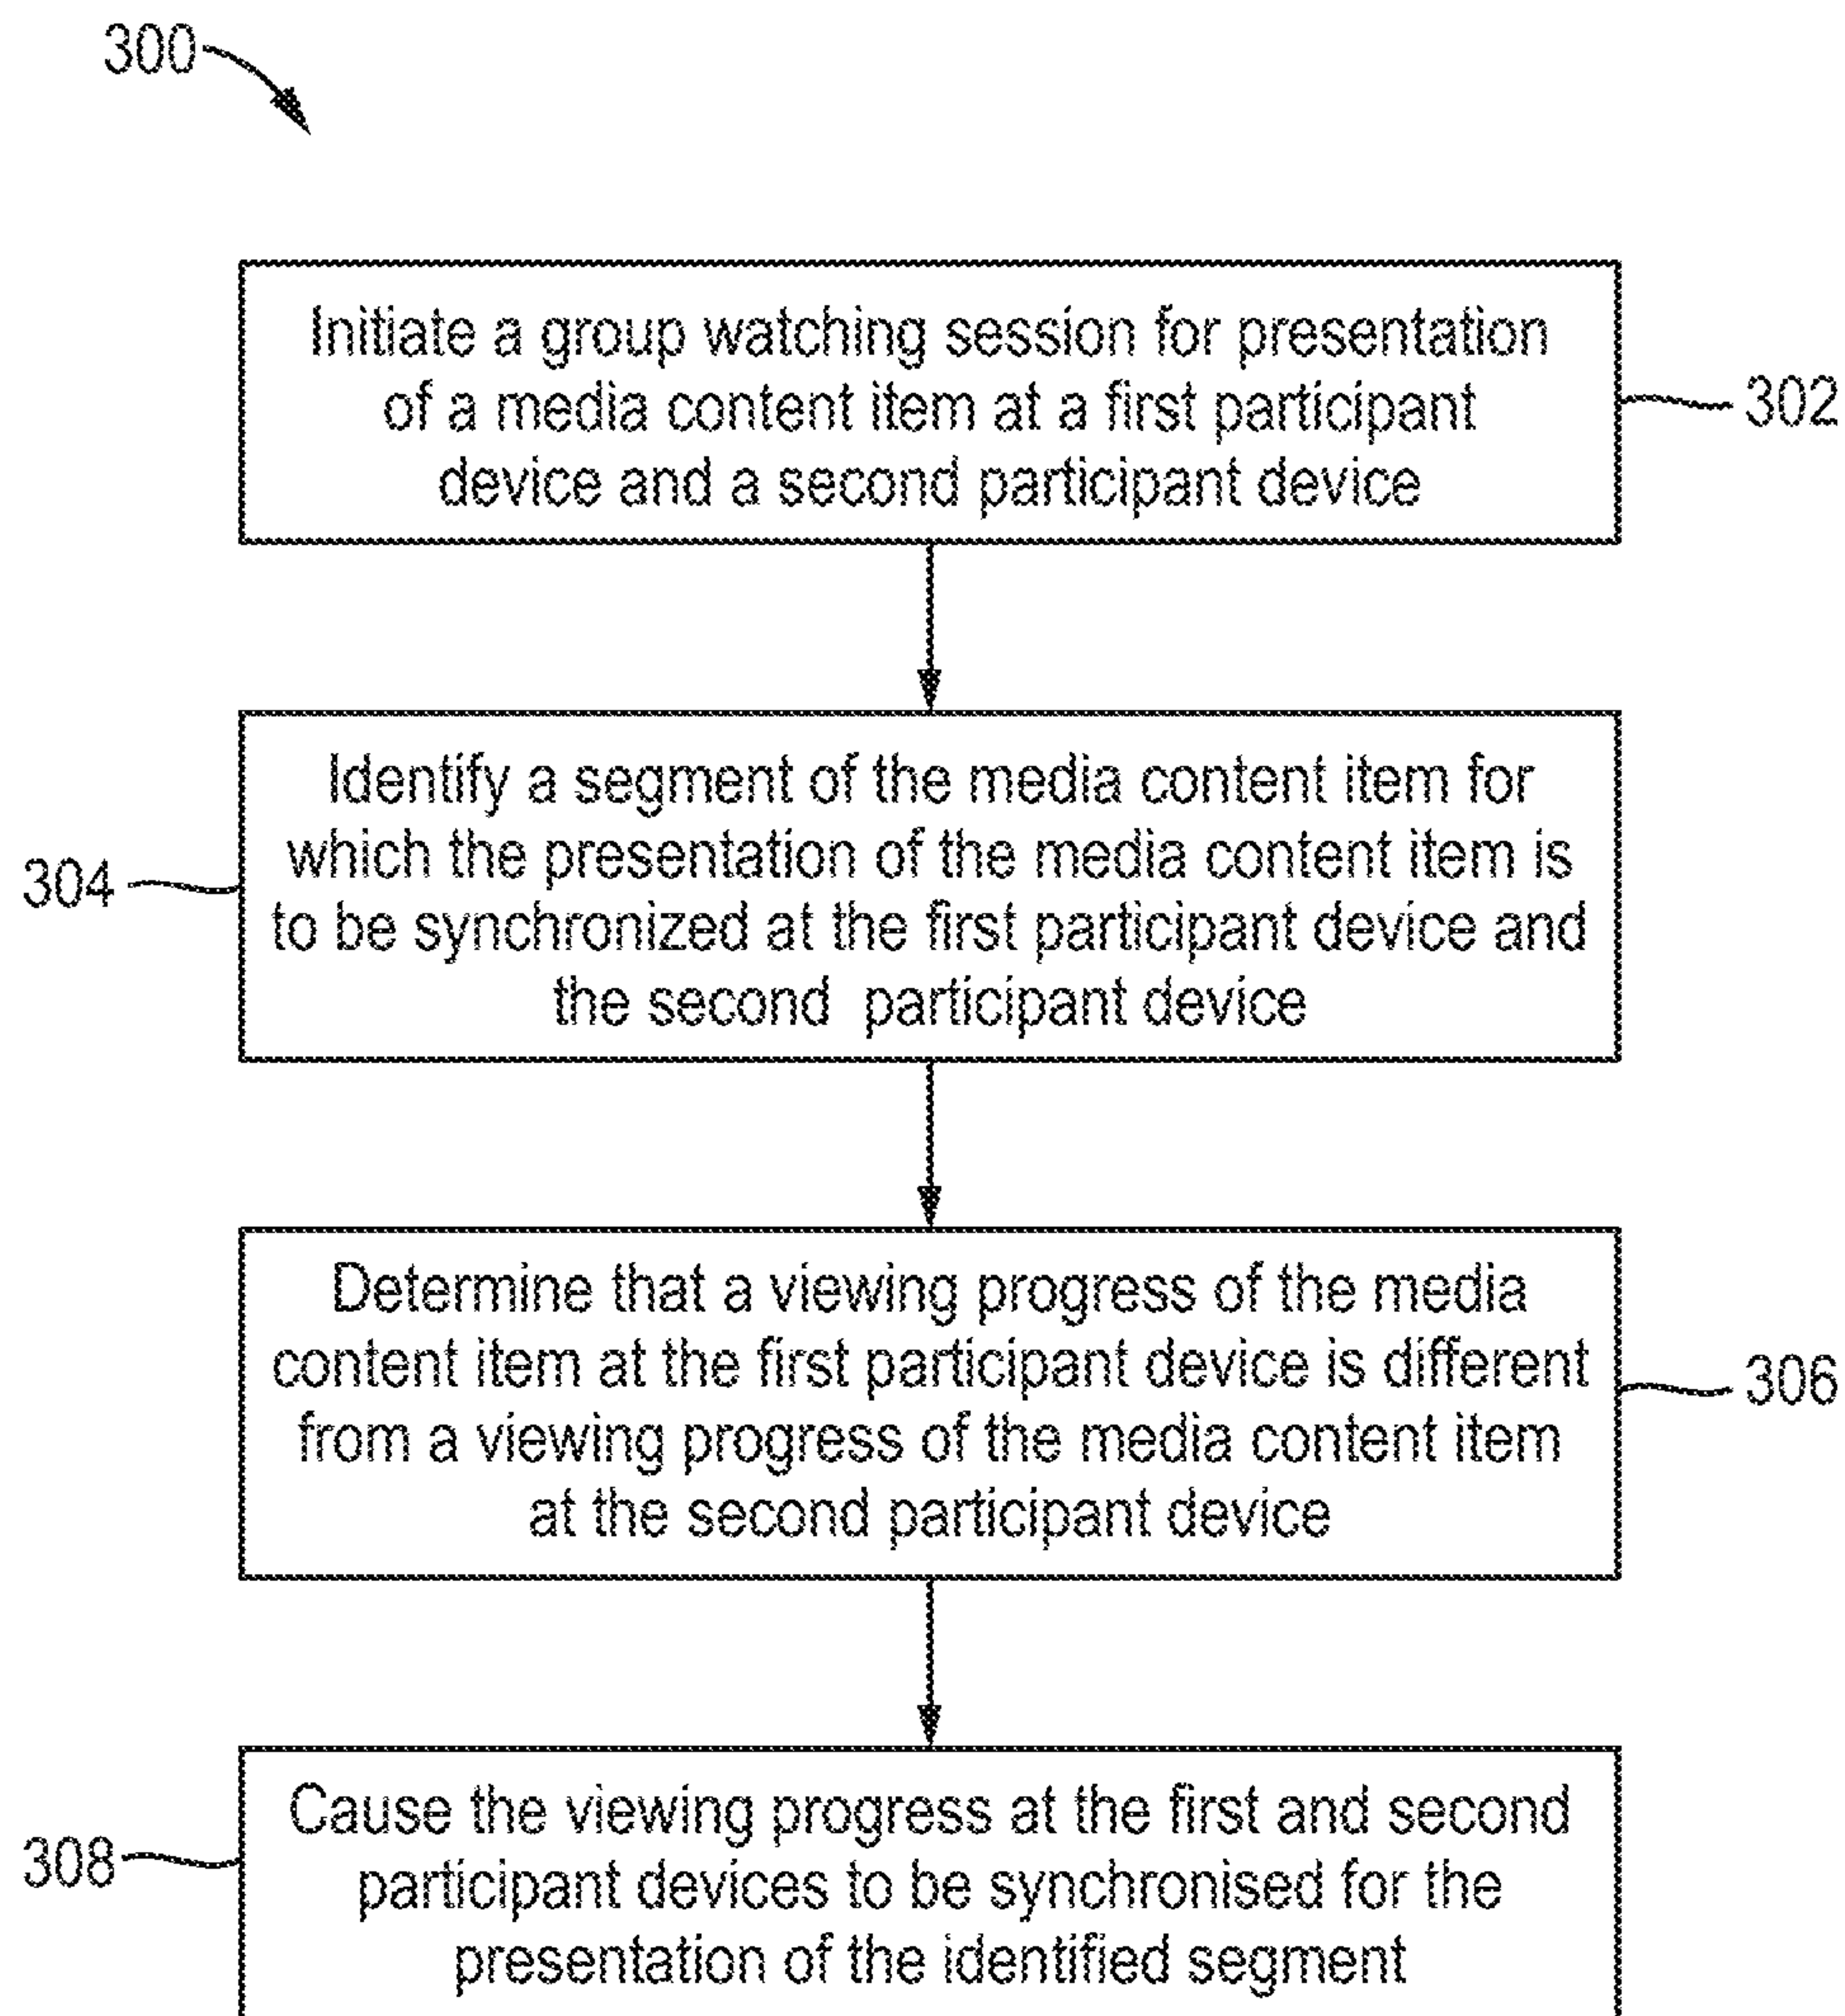 300
Initiate a group watching session for presentation
of a media content item at a first participant
device and a second participant device
302
Identify a segment of the media content item for
which the presentation of the media content item is
to be synchronized at the first participant device and
the second participant device
304
Determine that a viewing progress of the media
content item at the first participant device is different
from a viewing progress of the media content item
at the second participant device
306
Cause the viewing progress at the first and second
participant devices to be synchronised for the
presentation of the identified segment
308